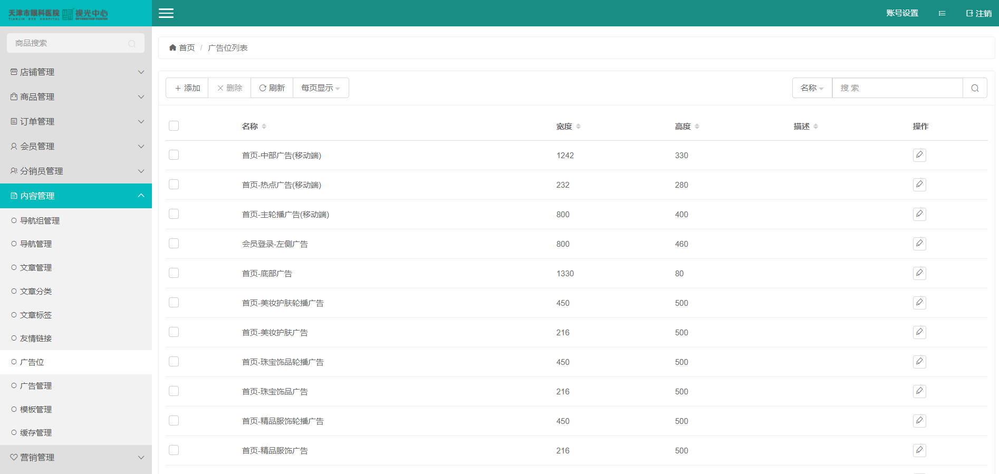 天津市眼科医院 视光中心
TIANJIN EYE HOSPITAL OPTOMETRIC CENTER
账号设置 注销
商品搜索
店铺管理
商品管理
订单管理
会员管理
分销员管理
内容管理
导航组管理
导航管理
文章管理
文章分类
文章标签
友情链接
广告位
广告管理
模板管理
缓存管理
营销管理
首页 / 广告位列表
添加 删除 刷新 每页显示 名称 搜 索
名称 宽度 高度 描述 操作
首页-中部广告(移动端) 1242 330
首页-热点广告(移动端) 232 280
首页-主轮播广告(移动端) 800 400
会员登录-左侧广告 800 460
首页-底部广告 1330 80
首页-美妆护肤轮播广告 450 500
首页-美妆护肤广告 216 500
首页-珠宝饰品轮播广告 450 500
首页-珠宝饰品广告 216 500
首页-精品服饰轮播广告 450 500
首页-精品服饰广告 216 500